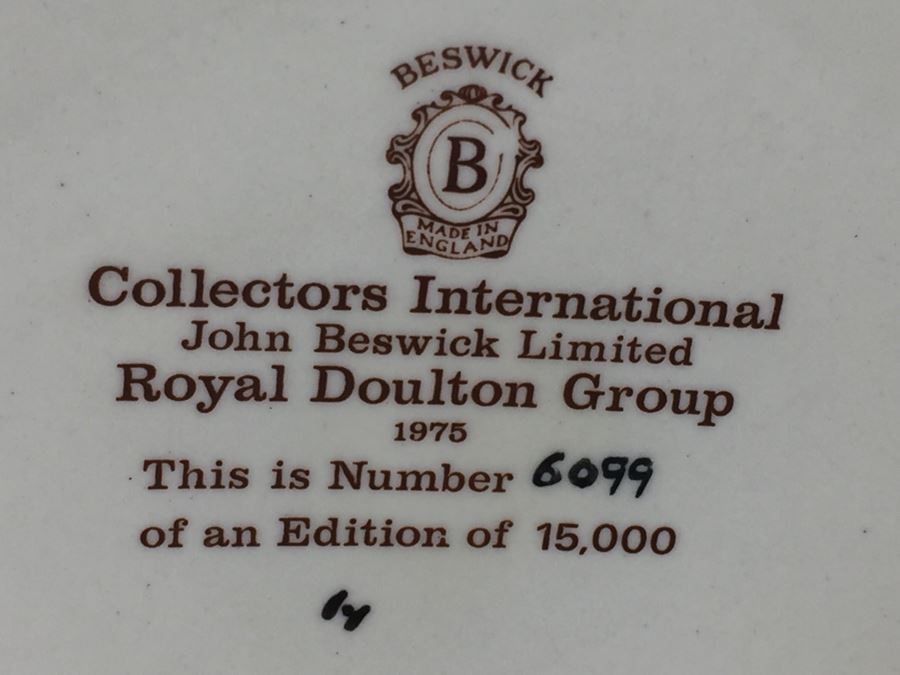 BESWICK
B
MADE IN
ENGLAND
Collectors International
John Beswick Limited
Royal Doulton Group
1975
This is Number 6099
of an Edition of 15,000